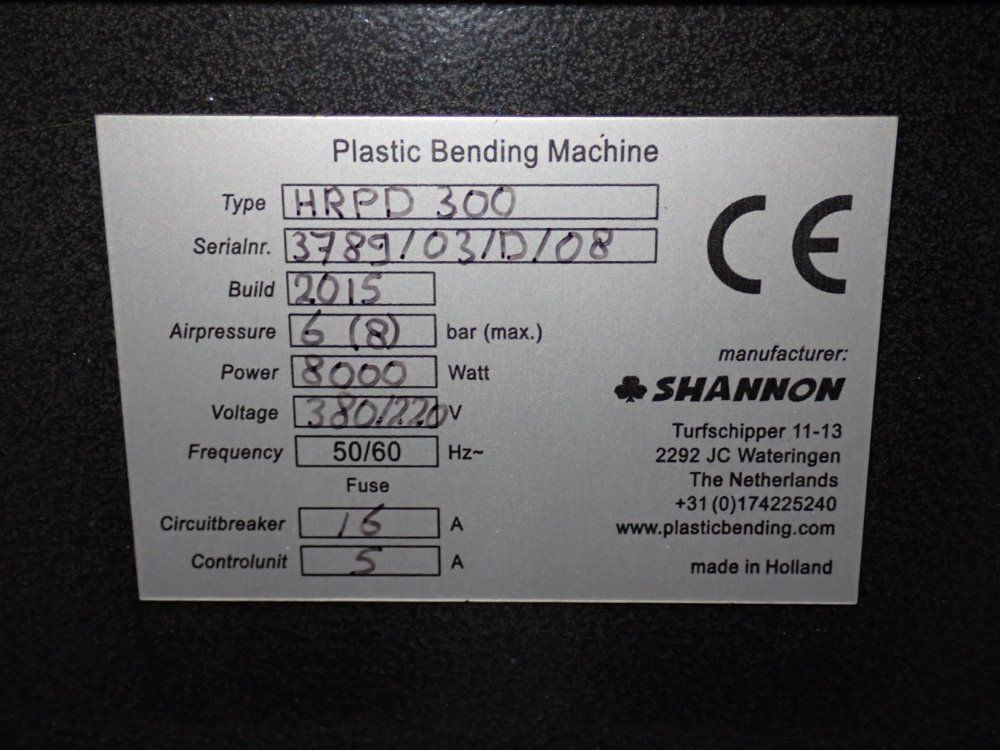 Plastic Bending Machine
Type HRPD 300
Serialnr. 3789/03/D/08
Build 2015
Airpressure 6 (8) bar (max.)
Power 8000 Watt
Voltage 380/220 V
Frequency 50/60 Hz~
Fuse
Circuitbreaker 16 A
Controlunit 5 A
CE
manufacturer:
SHANNON
Turfschipper 11-13
2292 JC Wateringen
The Netherlands
+31 (0)174225240
www.plasticbending.com
made in Holland